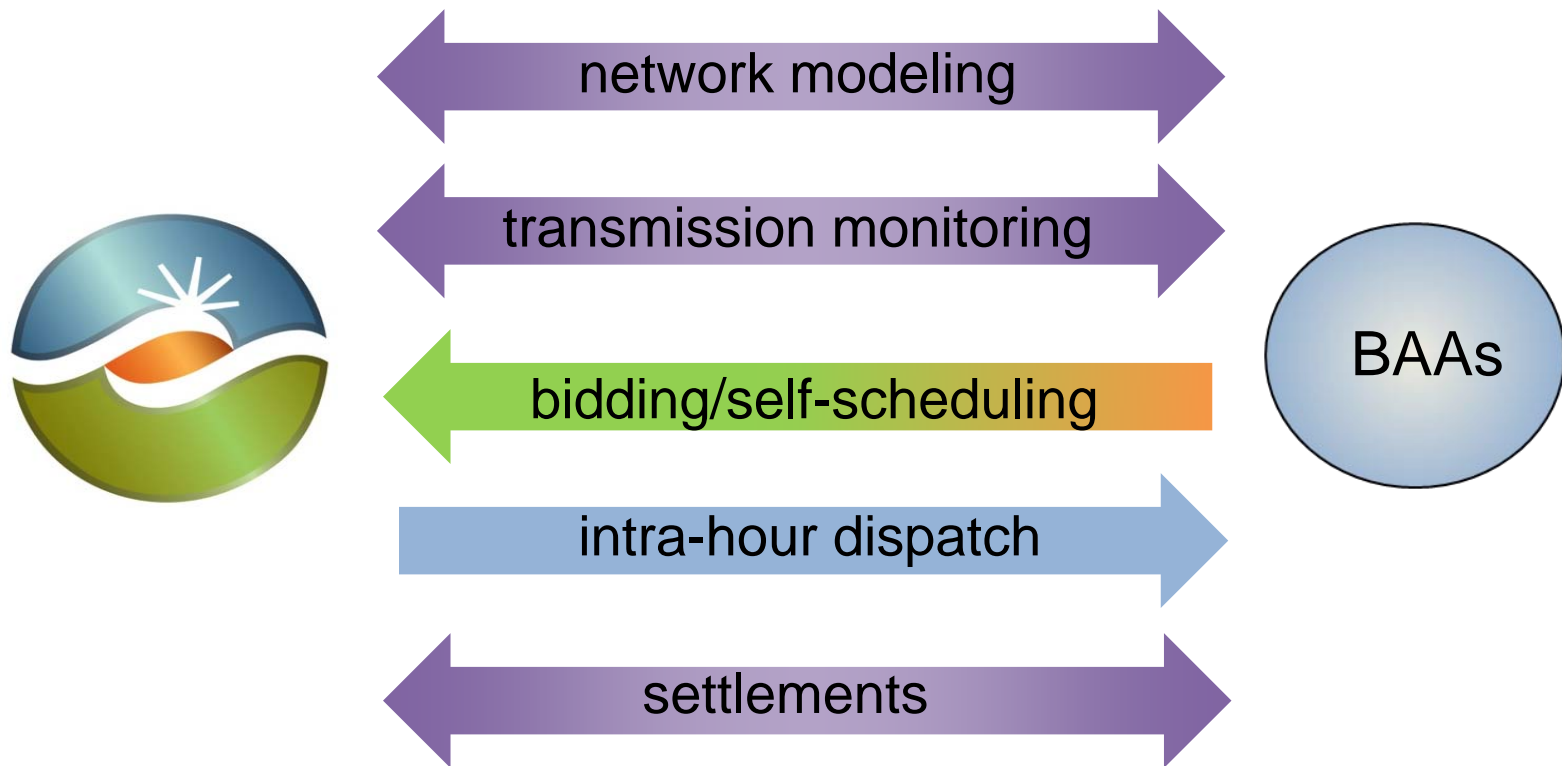 network modeling
transmission monitoring
bidding/self-scheduling
BAAs
intra-hour dispatch
settlements